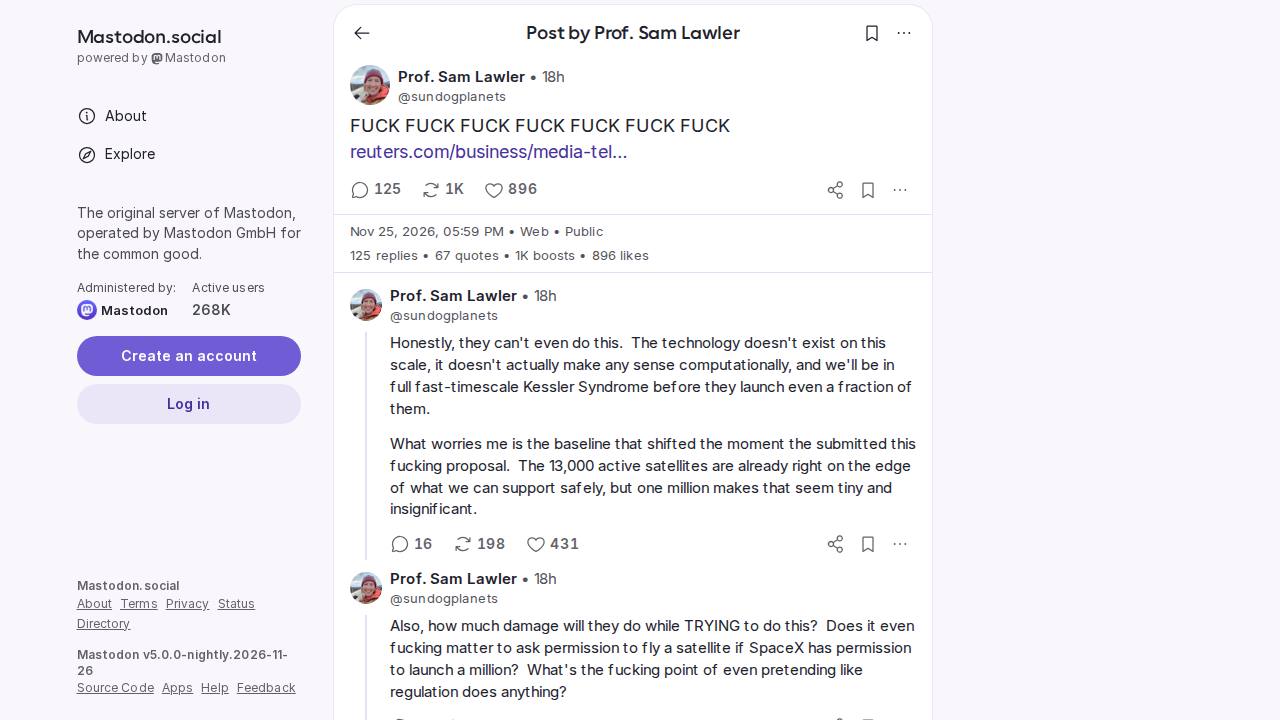 Mastodon.social
powered by Mastodon
About
Explore
The original server of Mastodon,
operated by Mastodon GmbH for
the common good.
Administered by:
Mastodon
Active users
268K
Create an account
Log in
Mastodon.social
About Terms Privacy Status
Directory
Mastodon v5.0.0-nightly.2026-11-
26
Source Code Apps Help Feedback
Post by Prof. Sam Lawler
Prof. Sam Lawler • 18h
@sundogplanets
FUCK FUCK FUCK FUCK FUCK FUCK FUCK
reuters.com/business/media-tel…
125 1K 896
Nov 25, 2026, 05:59 PM • Web • Public
125 replies • 67 quotes • 1K boosts • 896 likes
Prof. Sam Lawler • 18h
@sundogplanets
Honestly, they can't even do this.  The technology doesn't exist on this
scale, it doesn't actually make any sense computationally, and we'll be in
full fast-timescale Kessler Syndrome before they launch even a fraction of
them.
What worries me is the baseline that shifted the moment the submitted this
fucking proposal.  The 13,000 active satellites are already right on the edge
of what we can support safely, but one million makes that seem tiny and
insignificant.
16 198 431
Prof. Sam Lawler • 18h
@sundogplanets
Also, how much damage will they do while TRYING to do this?  Does it even
fucking matter to ask permission to fly a satellite if SpaceX has permission
to launch a million?  What's the fucking point of even pretending like
regulation does anything?